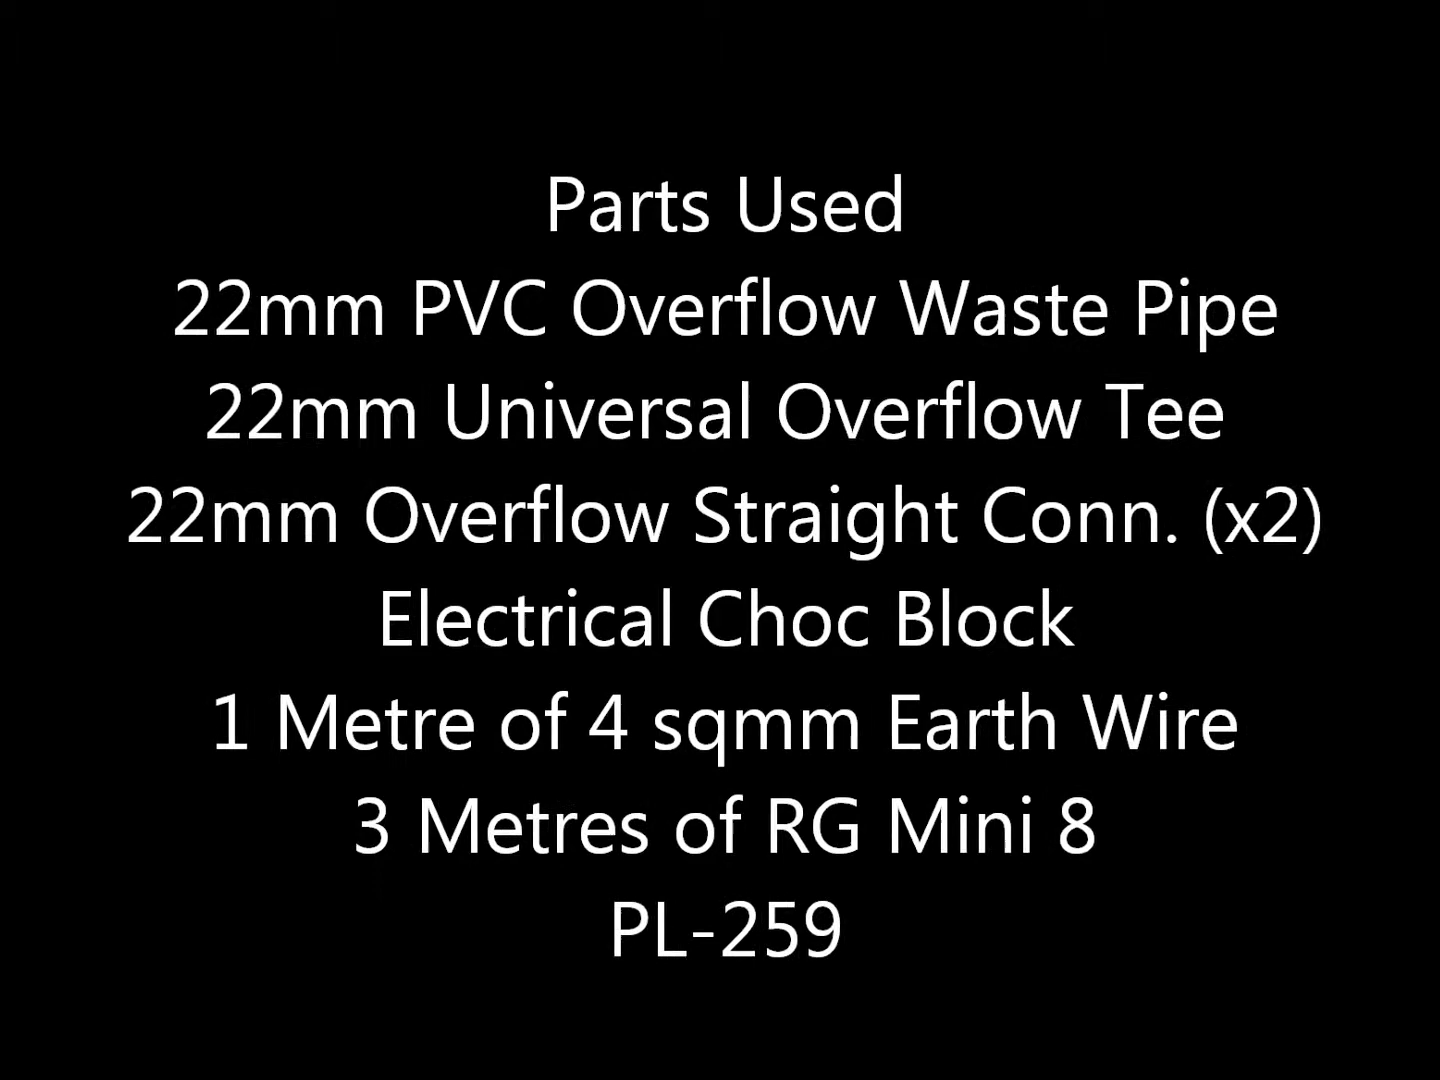 Parts Used
22mm PVC Overflow Waste Pipe
22mm Universal Overflow Tee
22mm Overflow Straight Conn. (x2)
Electrical Choc Block
1 Metre of 4 sqmm Earth Wire
3 Metres of RG Mini 8
PL-259